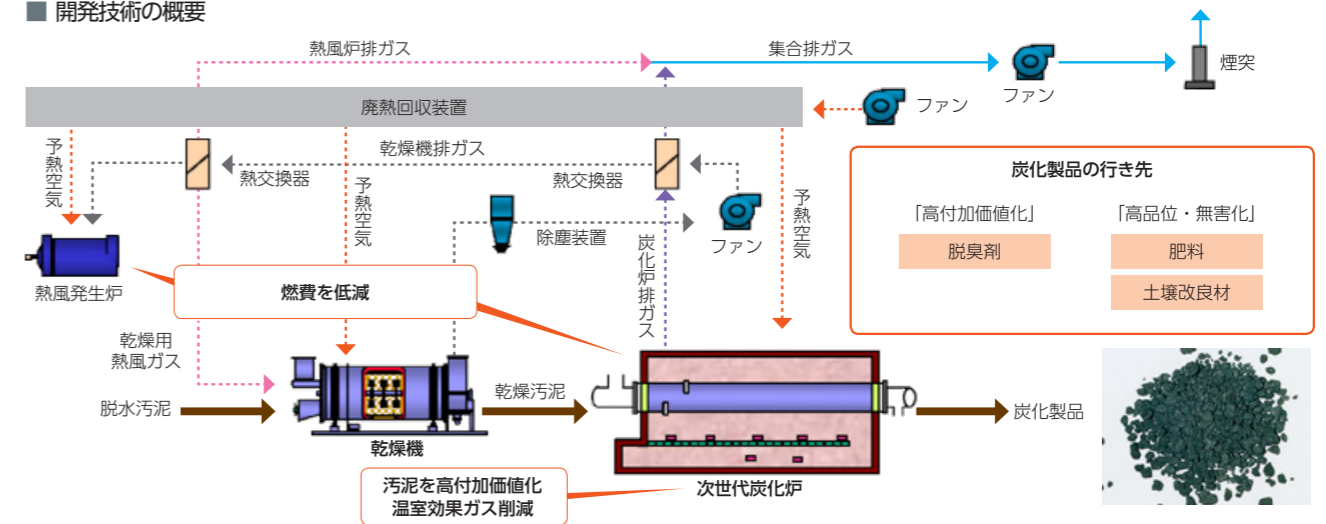 ■ 開発技術の概要
熱風炉排ガス
集合排ガス
煙突
ファン
廃熱回収装置
ファン
予熱空気
乾燥機排ガス
熱交換器
熱交換器
予熱空気
予熱空気
除塵装置
ファン
炭化炉排ガス
熱風発生炉
燃費を低減
炭化製品の行き先
「高付加価値化」
「高品位・無害化」
脱臭剤
肥料
土壌改良材
乾燥用
熱風ガス
脱水汚泥
乾燥汚泥
炭化製品
乾燥機
汚泥を高付加価値化
温室効果ガス削減
次世代炭化炉